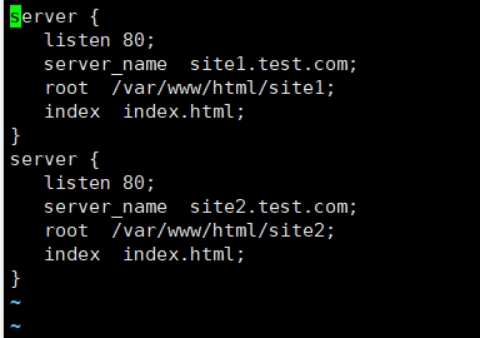 server {
   listen 80;
   server_name  site1.test.com;
   root  /var/www/html/site1;
   index  index.html;
}
server {
   listen 80;
   server_name  site2.test.com;
   root  /var/www/html/site2;
   index  index.html;
}
~
~